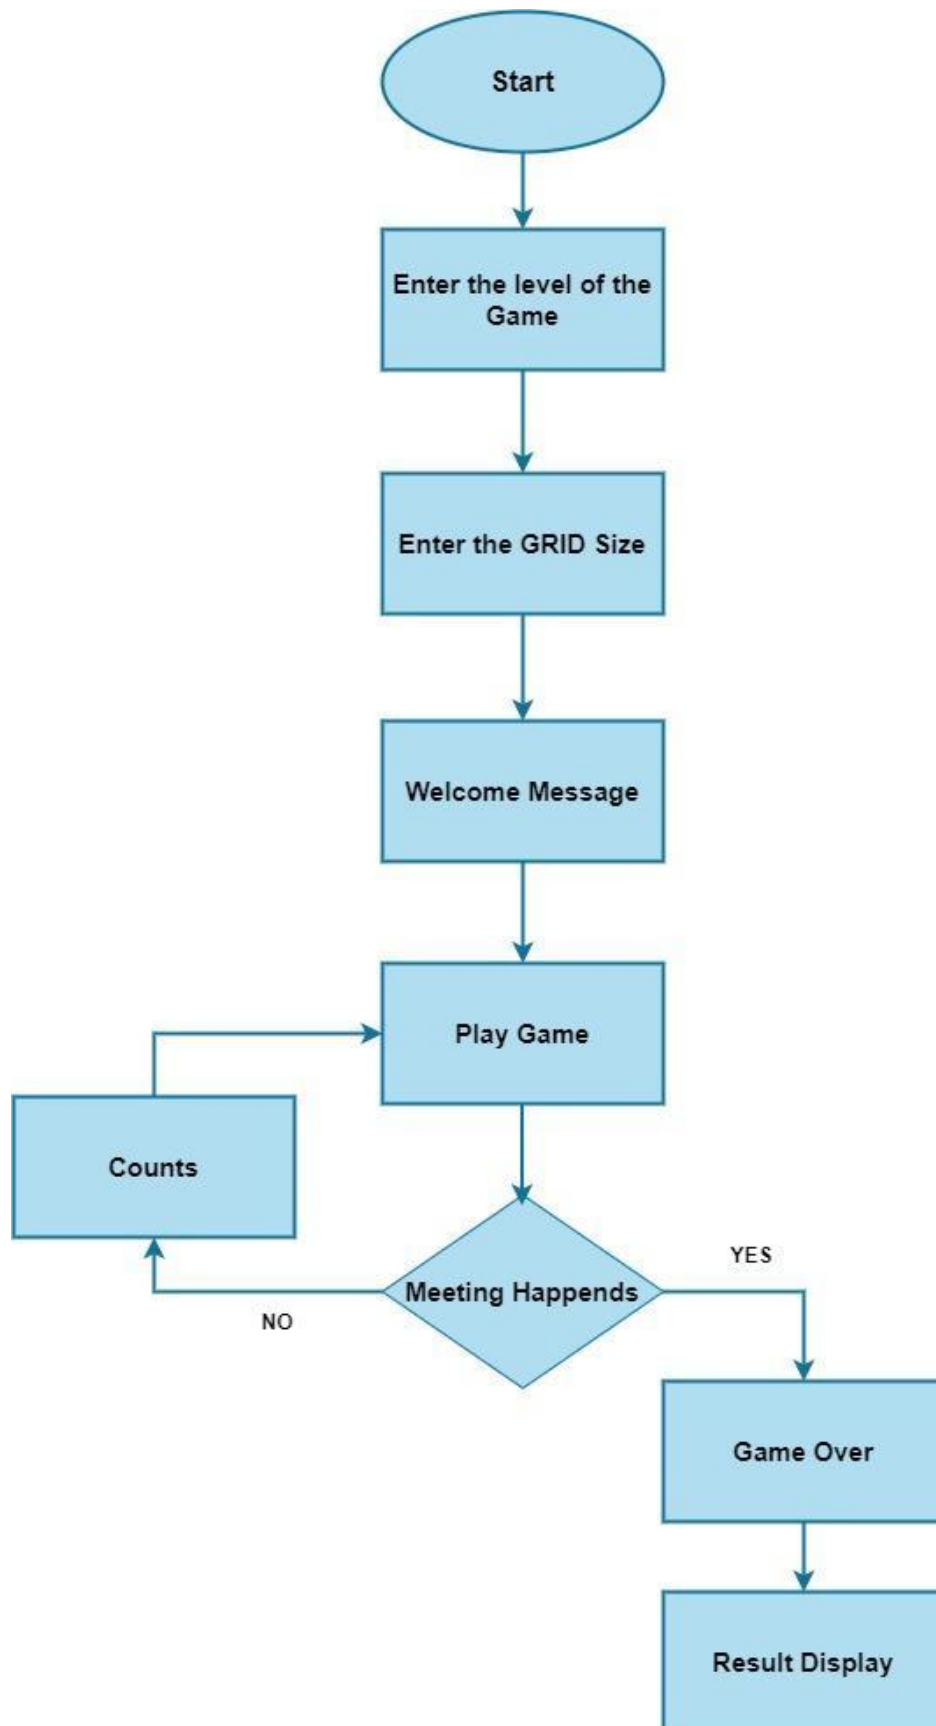 Start
Enter the level of the
Game
Enter the GRID Size
Welcome Message
Play Game
Counts
Meeting Happends
YES
NO
Game Over
Result Display